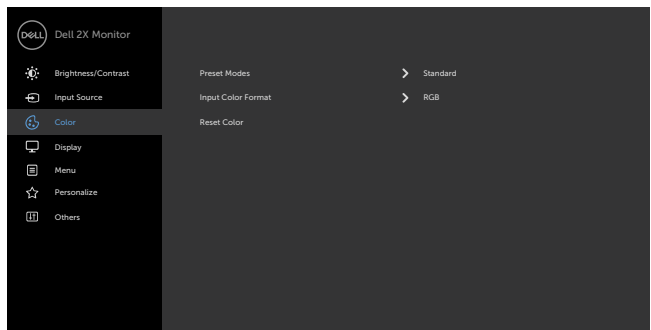 DELL Dell 2X Monitor
Brightness/Contrast Preset Modes Standard
Input Source Input Color Format RGB
Color Reset Color
Display
Menu
Personalize
Others